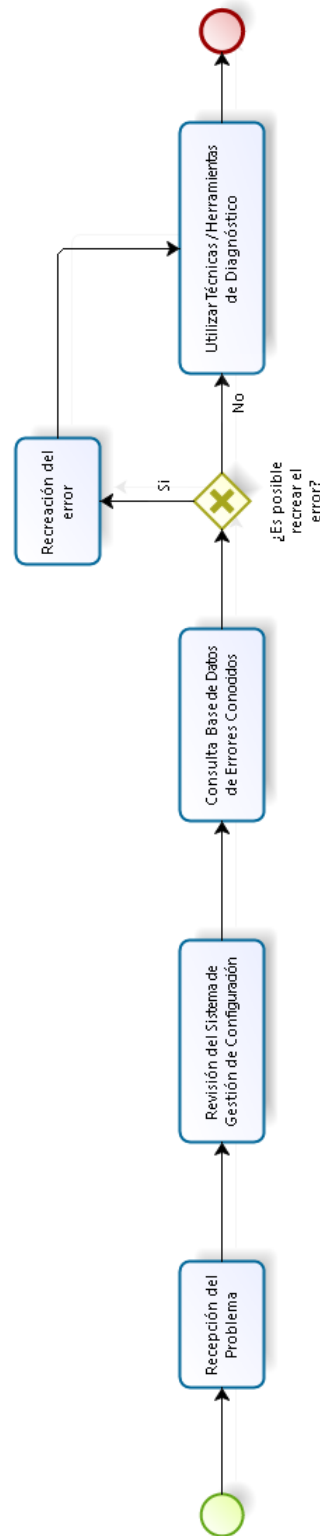 Recepción del
Problema
Revisión del Sistema de
Gestión de Configuración
Consulta Base de Datos
de Errores Conocidos
¿Es posible
recrear el
error?
Si
No
Recreación del
error
Utilizar Técnicas / Herramientas
de Diagnóstico